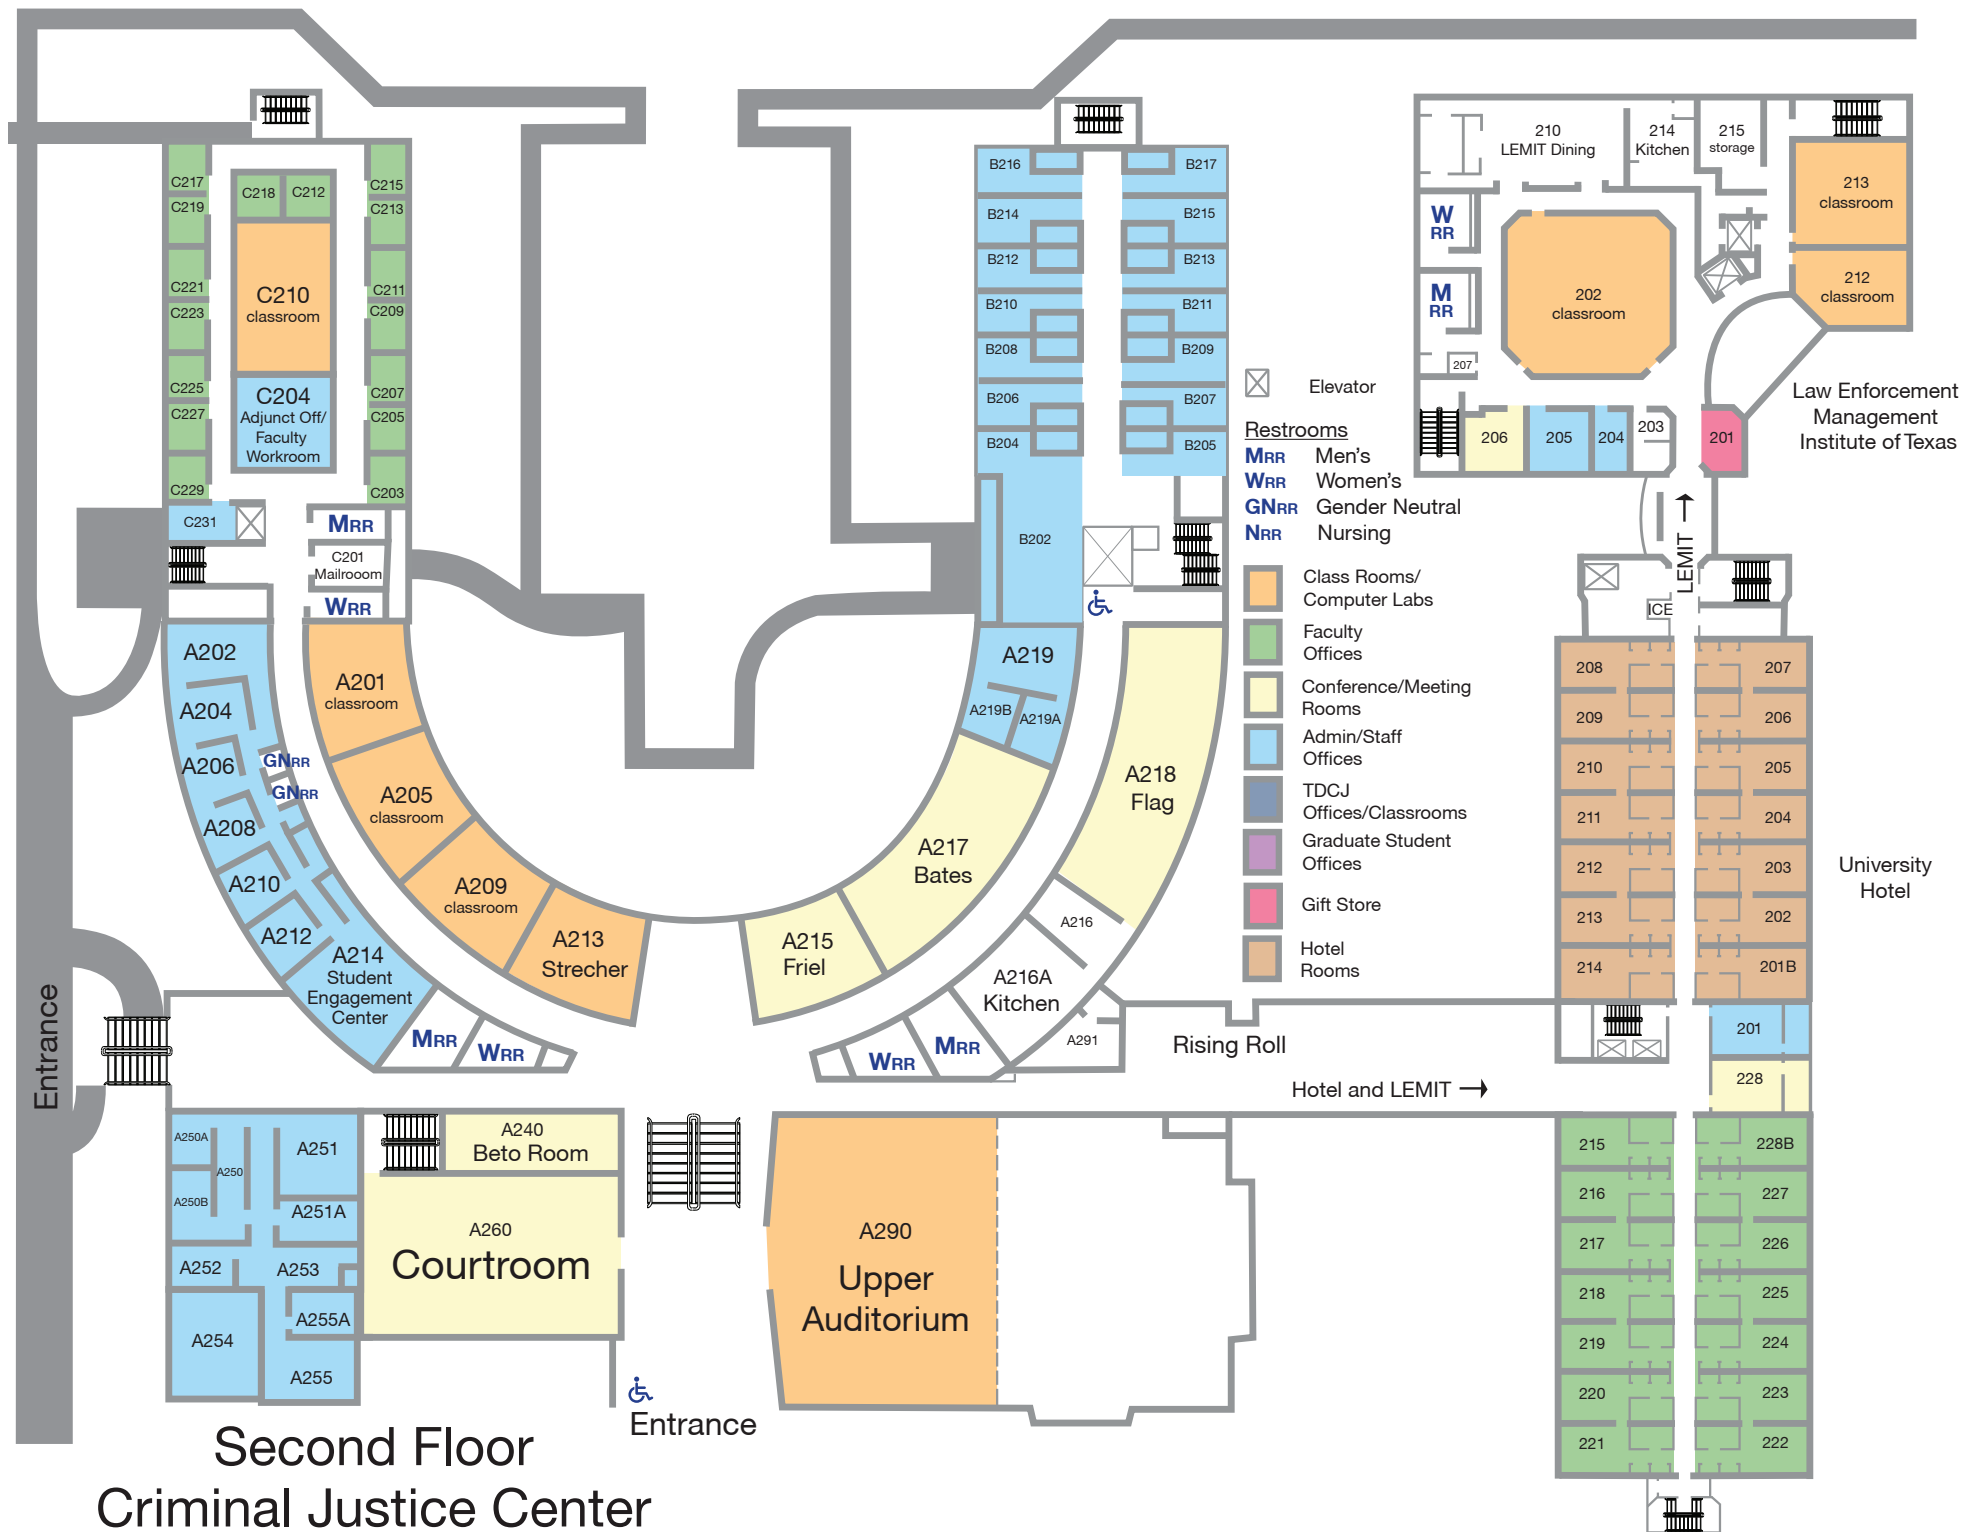 C217
C219
C221
C223
C225
C227
C229
C231
C218
C212
C210
classroom
C204
Adjunct Off/
Faculty
Workroom
C215
C213
C211
C209
C207
C205
C203
MRR
C201
Mailrooom
WRR
B216
B214
B212
B210
B208
B206
B204
B202
B217
B215
B213
B211
B209
B207
B205
A202
A204
A206
A208
A210
A212
A214
Student
Engagement
Center
GNRR
GNRR
MRR
WRR
A201
classroom
A205
classroom
A209
classroom
A213
Strecher
A215
Friel
A217
Bates
A219
A219B
A219A
A218
Flag
A216
A216A
Kitchen
A291
WRR
MRR
Elevator
Restrooms
MRR Men's
WRR Women's
GNRR Gender Neutral
NRR Nursing
Class Rooms/
Computer Labs
Faculty
Offices
Conference/Meeting
Rooms
Admin/Staff
Offices
TDCJ
Offices/Classrooms
Graduate Student
Offices
Gift Store
Hotel
Rooms
210
LEMIT Dining
214
Kitchen
215
storage
213
classroom
212
classroom
202
classroom
W
RR
M
RR
207
206
205
204
203
201
Law Enforcement
Management
Institute of Texas
LEMIT
ICE
208
209
210
211
212
213
214
207
206
205
204
203
202
201B
University
Hotel
201
228
215
216
217
218
219
220
221
228B
227
226
225
224
223
222
Rising Roll
Hotel and LEMIT
Entrance
A250A
A250
A250B
A251
A251A
A252
A253
A254
A255A
A255
A240
Beto Room
A260
Courtroom
A290
Upper
Auditorium
Entrance
Second Floor
Criminal Justice Center